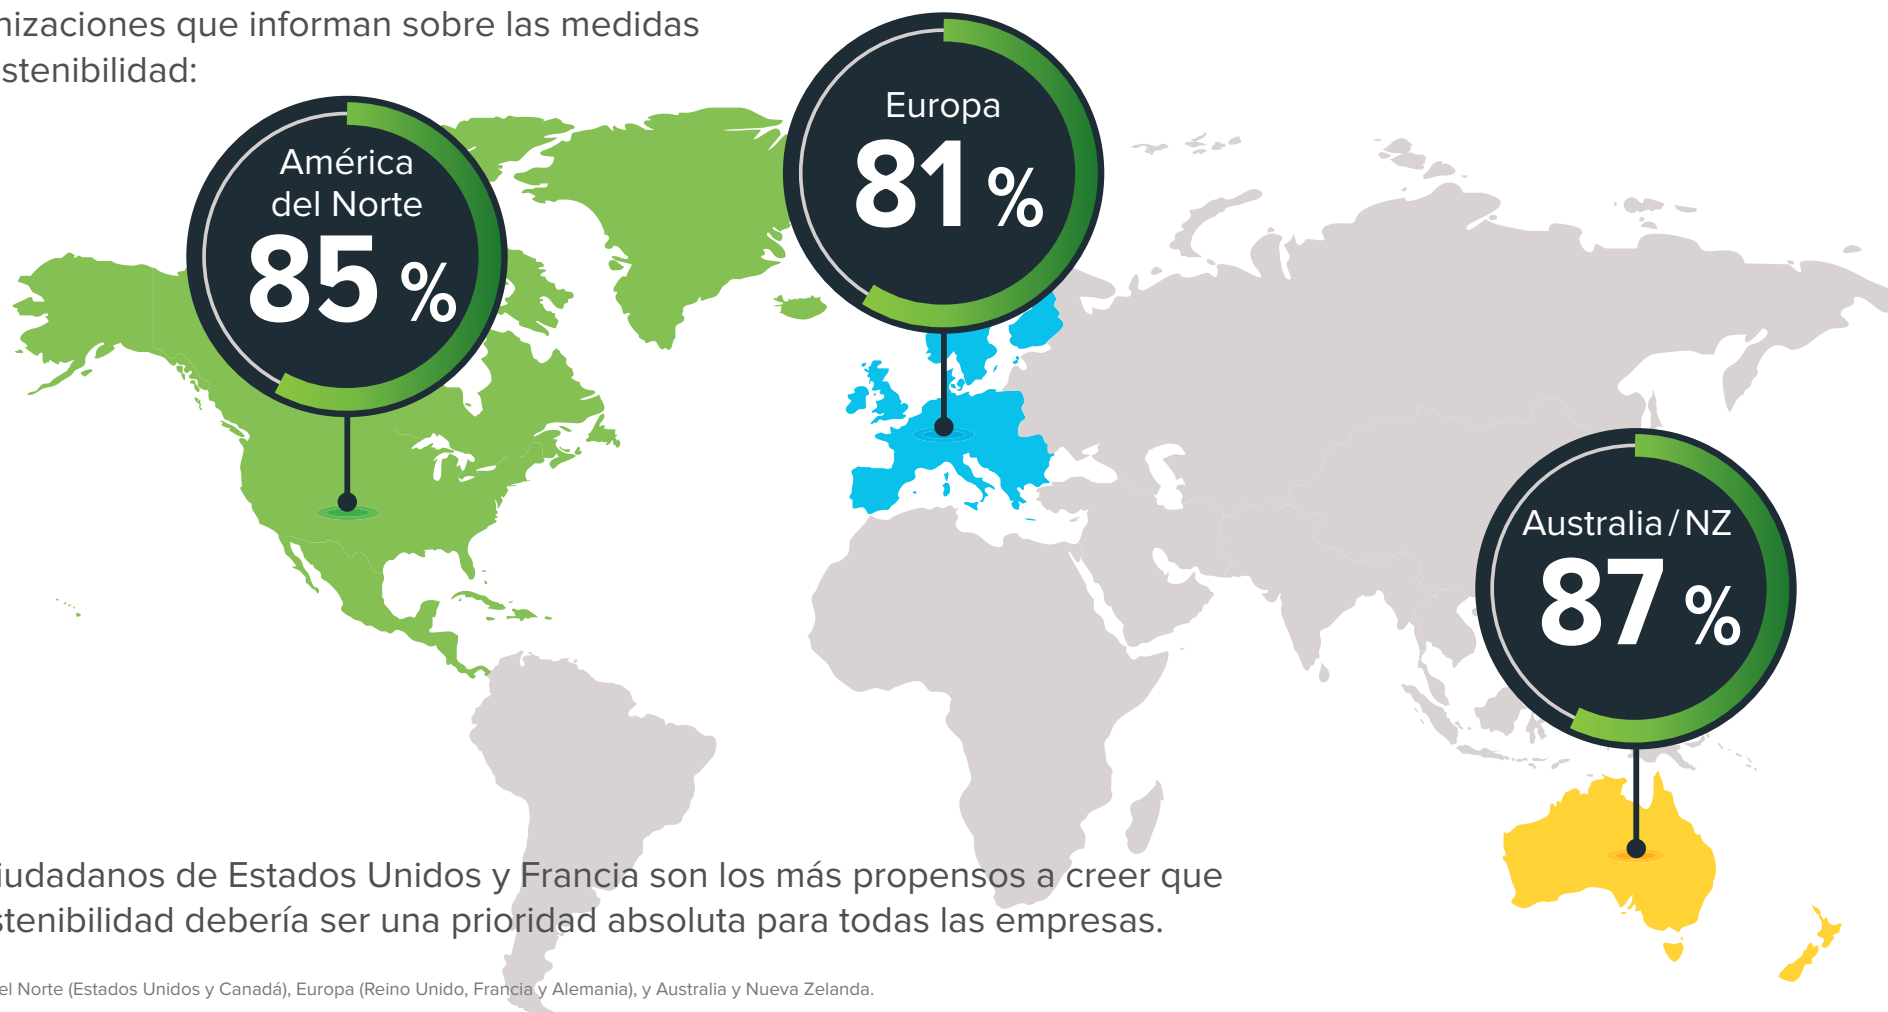 nizaciones que informan sobre las medidas
stenibilidad:
Europa
81 %
América
del Norte
85 %
Australia / NZ
87 %
iudadanos de Estados Unidos y Francia son los más propensos a creer que
stenibilidad debería ser una prioridad absoluta para todas las empresas.
el Norte (Estados Unidos y Canadá), Europa (Reino Unido, Francia y Alemania), y Australia y Nueva Zelanda.